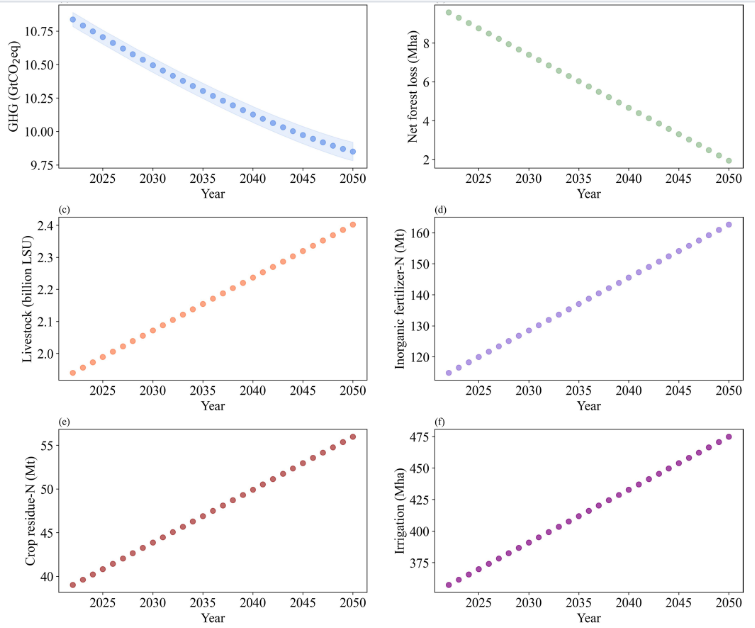 GHG (GtCO₂eq)
10.75
10.50
10.25
10.00
9.75
2025 2030 2035 2040 2045 2050
Year
Net forest loss (Mha)
8
6
4
2
2025 2030 2035 2040 2045 2050
Year
(c)
Livestock (billion LSU)
2.4
2.3
2.2
2.1
2.0
2025 2030 2035 2040 2045 2050
Year
(d)
Inorganic fertilizer-N (Mt)
160
150
140
130
120
2025 2030 2035 2040 2045 2050
Year
(e)
Crop residue-N (Mt)
55
50
45
40
2025 2030 2035 2040 2045 2050
Year
(f)
Irrigation (Mha)
475
450
425
400
375
2025 2030 2035 2040 2045 2050
Year